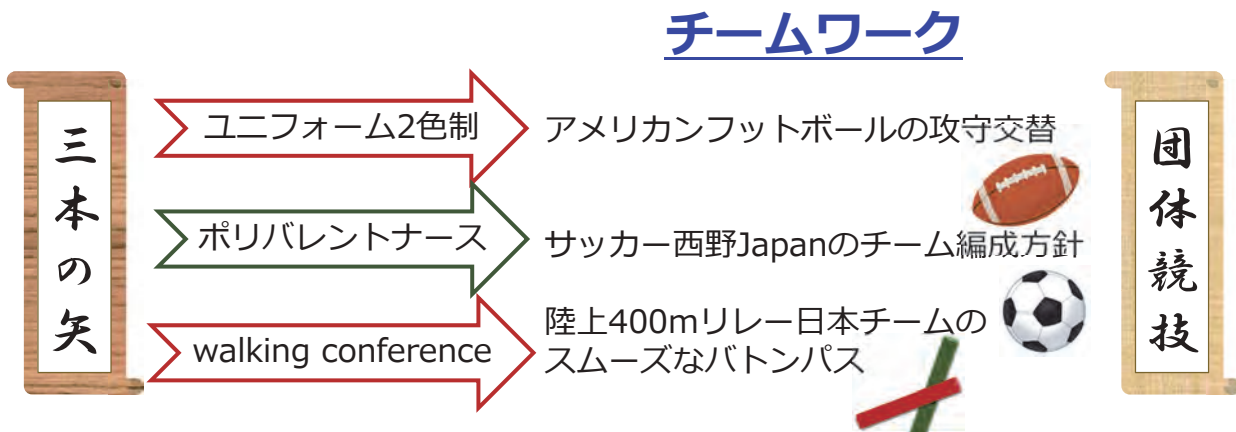 チームワーク
三本の矢
ユニフォーム2色制
アメリカンフットボールの攻守交替
ポリバレントナース
サッカー西野Japanのチーム編成方針
walking conference
陸上400mリレー日本チームの
スムーズなバトンパス
団体競技